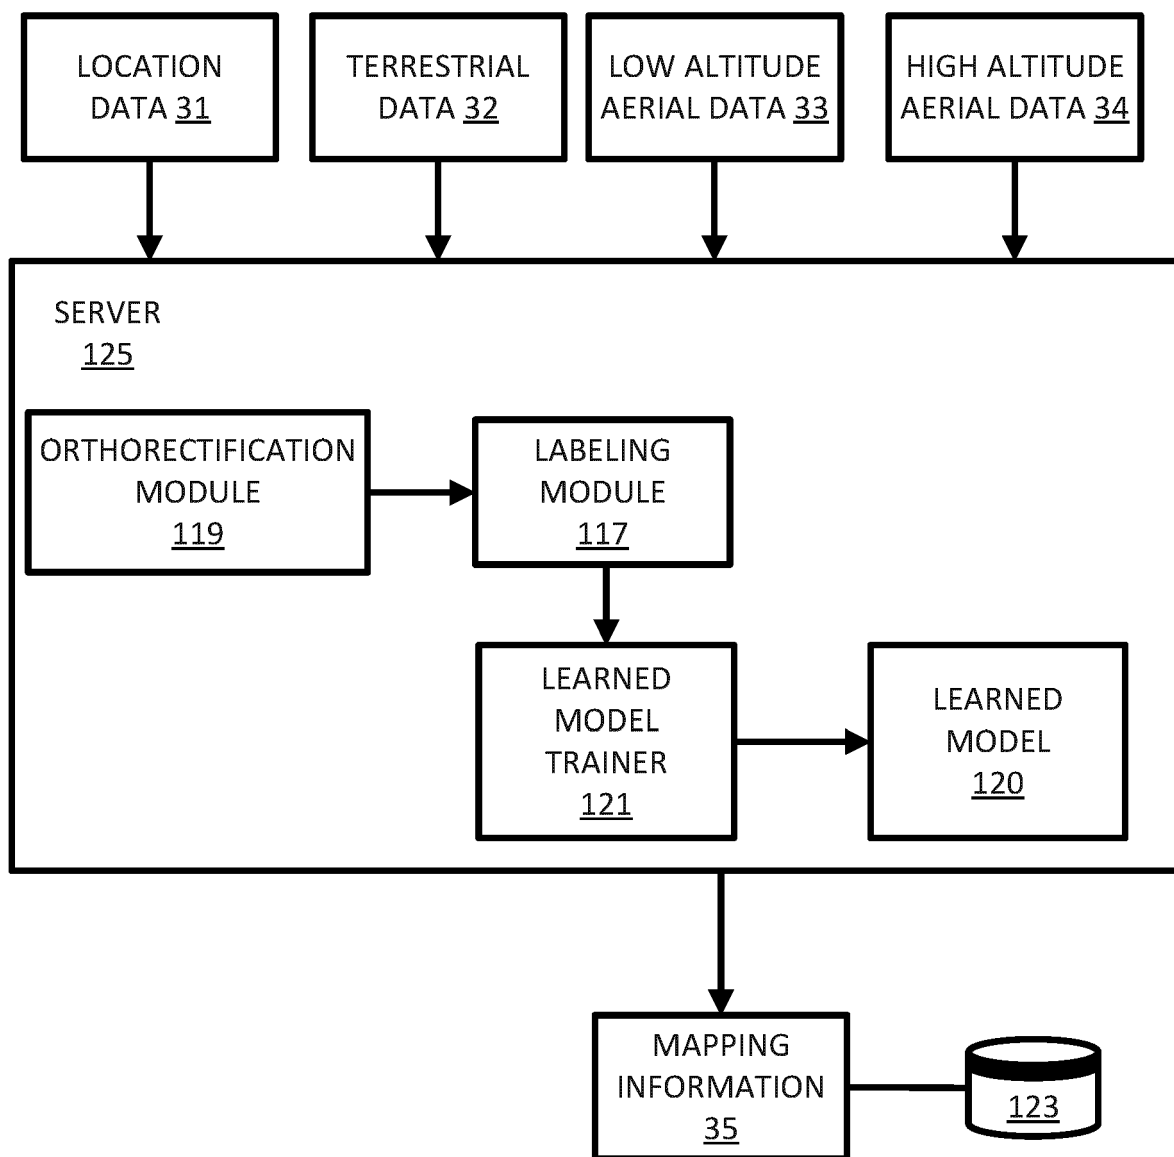 LOCATION
DATA 31
TERRESTRIAL
DATA 32
LOW ALTITUDE
AERIAL DATA 33
HIGH ALTITUDE
AERIAL DATA 34
SERVER
125
ORTHORECTIFICATION
MODULE
119
LABELING
MODULE
117
LEARNED
MODEL
TRAINER
121
LEARNED
MODEL
120
MAPPING
INFORMATION
35
123